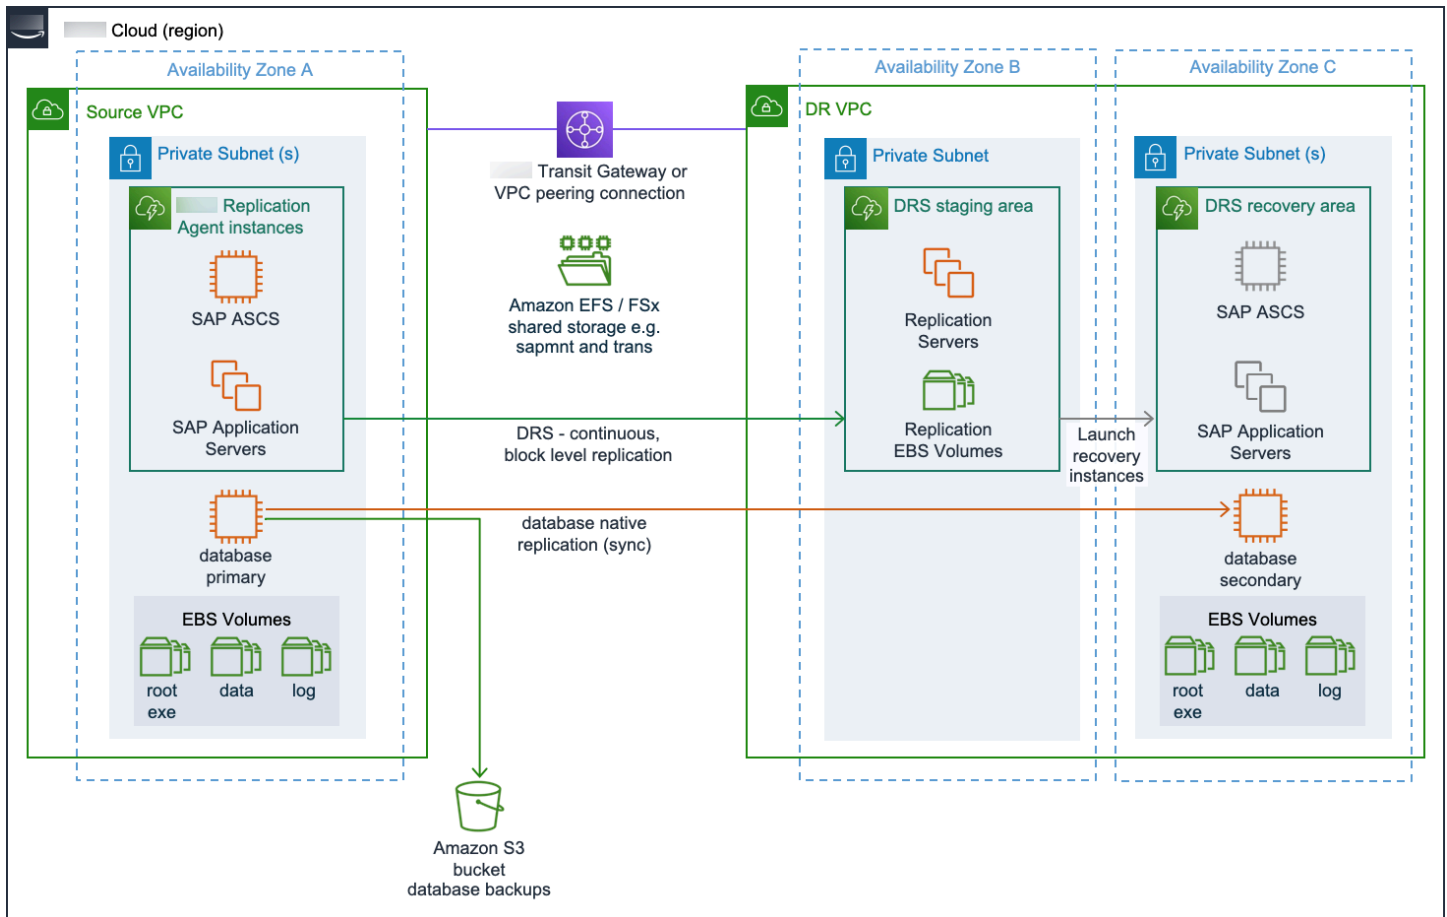 Cloud (region)
Availability Zone A
Availability Zone B
Availability Zone C
Source VPC
DR VPC
Private Subnet (s)
Private Subnet
Private Subnet (s)
Transit Gateway or
VPC peering connection
Replication
Agent instances
DRS staging area
DRS recovery area
SAP ASCS
Amazon EFS / FSx
shared storage e.g.
sapmnt and trans
Replication
Servers
SAP ASCS
SAP Application
Servers
DRS - continuous,
block level replication
Replication
EBS Volumes
Launch
recovery
instances
SAP Application
Servers
database native
replication (sync)
database
primary
database
secondary
EBS Volumes
root
exe
data
log
EBS Volumes
root
exe
data
log
Amazon S3
bucket
database backups